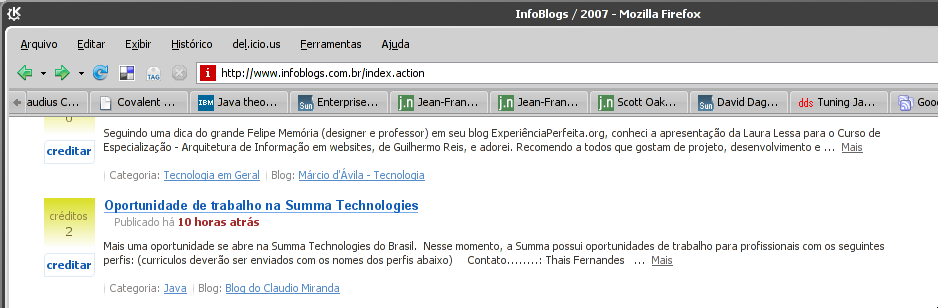 InfoBlogs / 2007 - Mozilla Firefox
Arquivo Editar Exibir Histórico del.icio.us Ferramentas Ajuda
TAG http://www.infoblogs.com.br/index.action
audius C... Covalent ... IBM Java theo... Sun Enterprise... j.n Jean-Fran... j.n Jean-Fran... j.n Scott Oak... Sun David Dag... dds Tuning Ja... Goo
0
Seguindo uma dica do grande Felipe Memória (designer e professor) em seu blog ExperiênciaPerfeita.org, conheci a apresentação da Laura Lessa para o Curso de
creditar
Especialização - Arquitetura de Informação em websites, de Guilhermo Reis, e adorei. Recomendo a todos que gostam de projeto, desenvolvimento e ... Mais
Categoria: Tecnologia em Geral Blog: Márcio d'Ávila - Tecnologia
Oportunidade de trabalho na Summa Technologies
créditos
Publicado há 10 horas atrás
2
Mais uma oportunidade se abre na Summa Technologies do Brasil. Nesse momento, a Summa possui oportunidades de trabalho para profissionais com os seguintes
creditar
perfis: (curriculos deverão ser enviados com os nomes dos perfis abaixo) Contato........: Thais Fernandes ... Mais
Categoria: Java Blog: Blog do Claudio Miranda